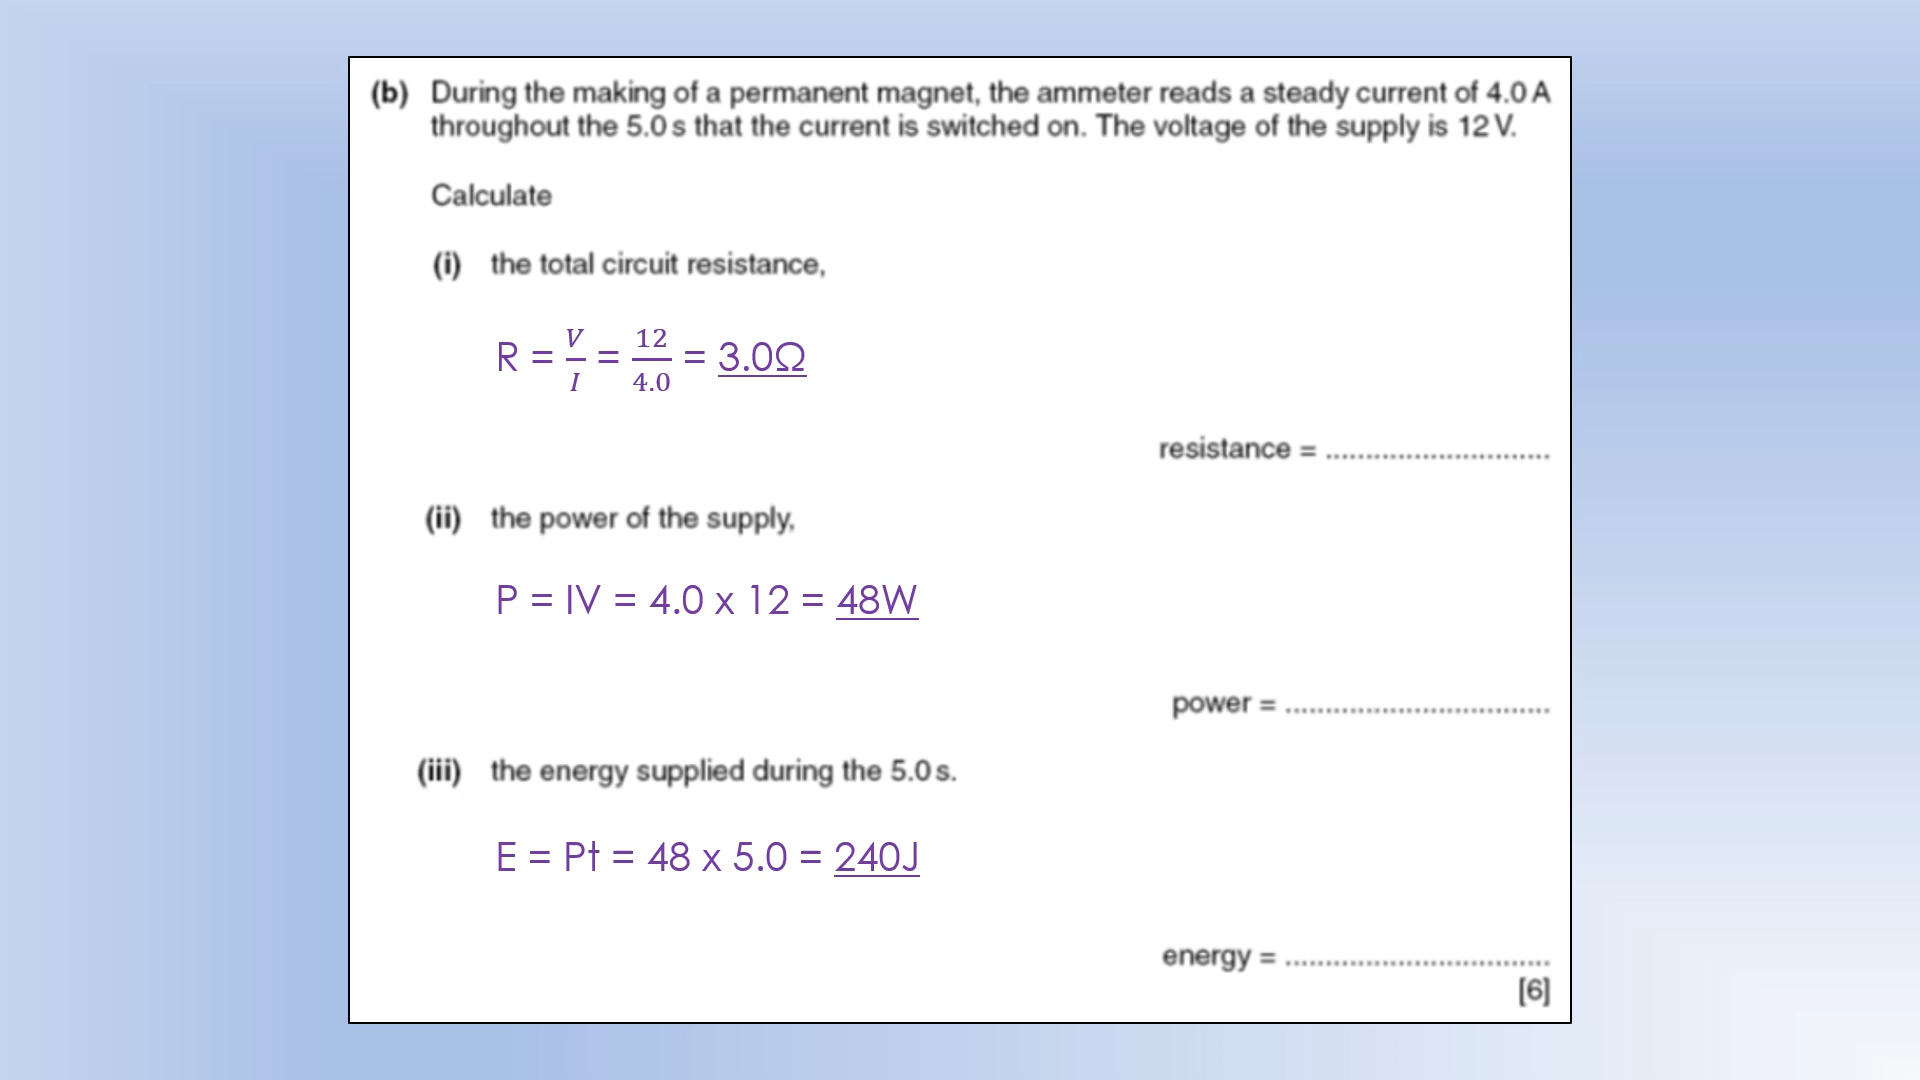 (b) During the making of a permanent magnet, the ammeter reads a steady current of 4.0 A
throughout the 5.0 s that the current is switched on. The voltage of the supply is 12 V.
Calculate
(i) the total circuit resistance,
R = V/I = 12/4.0 = 3.0Ω
resistance = ............................
(ii) the power of the supply,
P = IV = 4.0 x 12 = 48W
power = .................................
(iii) the energy supplied during the 5.0 s.
E = Pt = 48 x 5.0 = 240J
energy = .................................
[6]